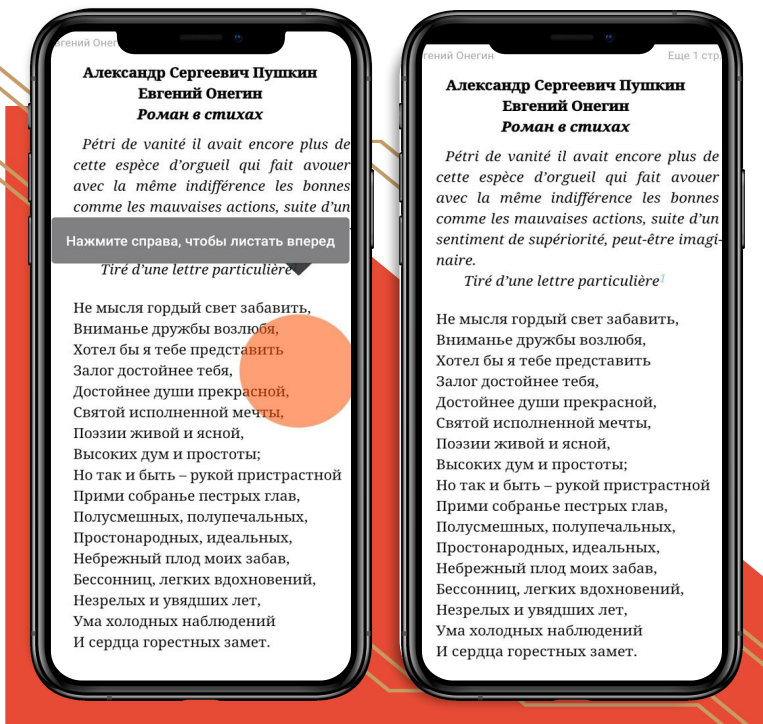 Евгений Онег
Александр Сергеевич Пушкин
Евгений Онегин
Роман в стихах
Pétri de vanité il avait encore plus de
cette espèce d’orgueil qui fait avouer
avec la même indifférence les bonnes
comme les mauvaises actions, suite d’un
Нажмите справа, чтобы листать вперед
Tiré d’une lettre particulière
Не мысля гордый свет забавить,
Вниманье дружбы возлюбя,
Хотел бы я тебе представить
Залог достойнее тебя,
Достойнее души прекрасной,
Святой исполненной мечты,
Поэзии живой и ясной,
Высоких дум и простоты;
Но так и быть – рукой пристрастной
Прими собранье пестрых глав,
Полусмешных, полупечальных,
Простонародных, идеальных,
Небрежный плод моих забав,
Бессонниц, легких вдохновений,
Незрелых и увядших лет,
Ума холодных наблюдений
И сердца горестных замет.
гений Онегин
Еще 1 стр.
Александр Сергеевич Пушкин
Евгений Онегин
Роман в стихах
Pétri de vanité il avait encore plus de
cette espèce d’orgueil qui fait avouer
avec la même indifférence les bonnes
comme les mauvaises actions, suite d’un
sentiment de supériorité, peut-être imagi-
naire.
Tiré d’une lettre particulière1
Не мысля гордый свет забавить,
Вниманье дружбы возлюбя,
Хотел бы я тебе представить
Залог достойнее тебя,
Достойнее души прекрасной,
Святой исполненной мечты,
Поэзии живой и ясной,
Высоких дум и простоты;
Но так и быть – рукой пристрастной
Прими собранье пестрых глав,
Полусмешных, полупечальных,
Простонародных, идеальных,
Небрежный плод моих забав,
Бессонниц, легких вдохновений,
Незрелых и увядших лет,
Ума холодных наблюдений
И сердца горестных замет.